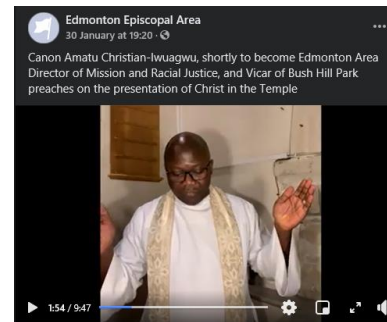 Edmonton Episcopal Area
30 January at 19:20 ·
Canon Amatu Christian-Iwuagwu, shortly to become Edmonton Area
Director of Mission and Racial Justice, and Vicar of Bush Hill Park
preaches on the presentation of Christ in the Temple
1:54 / 9:47